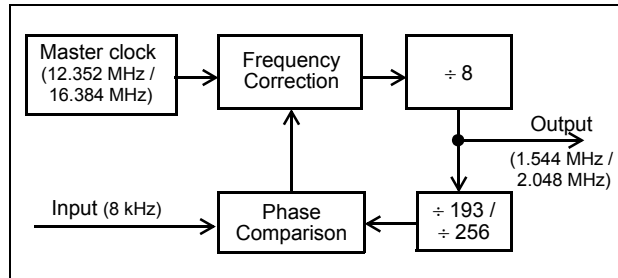 Master clock
(12.352 MHz /
16.384 MHz)
Frequency
Correction
÷ 8
Output
(1.544 MHz /
2.048 MHz)
Input (8 kHz)
Phase
Comparison
÷ 193 /
÷ 256